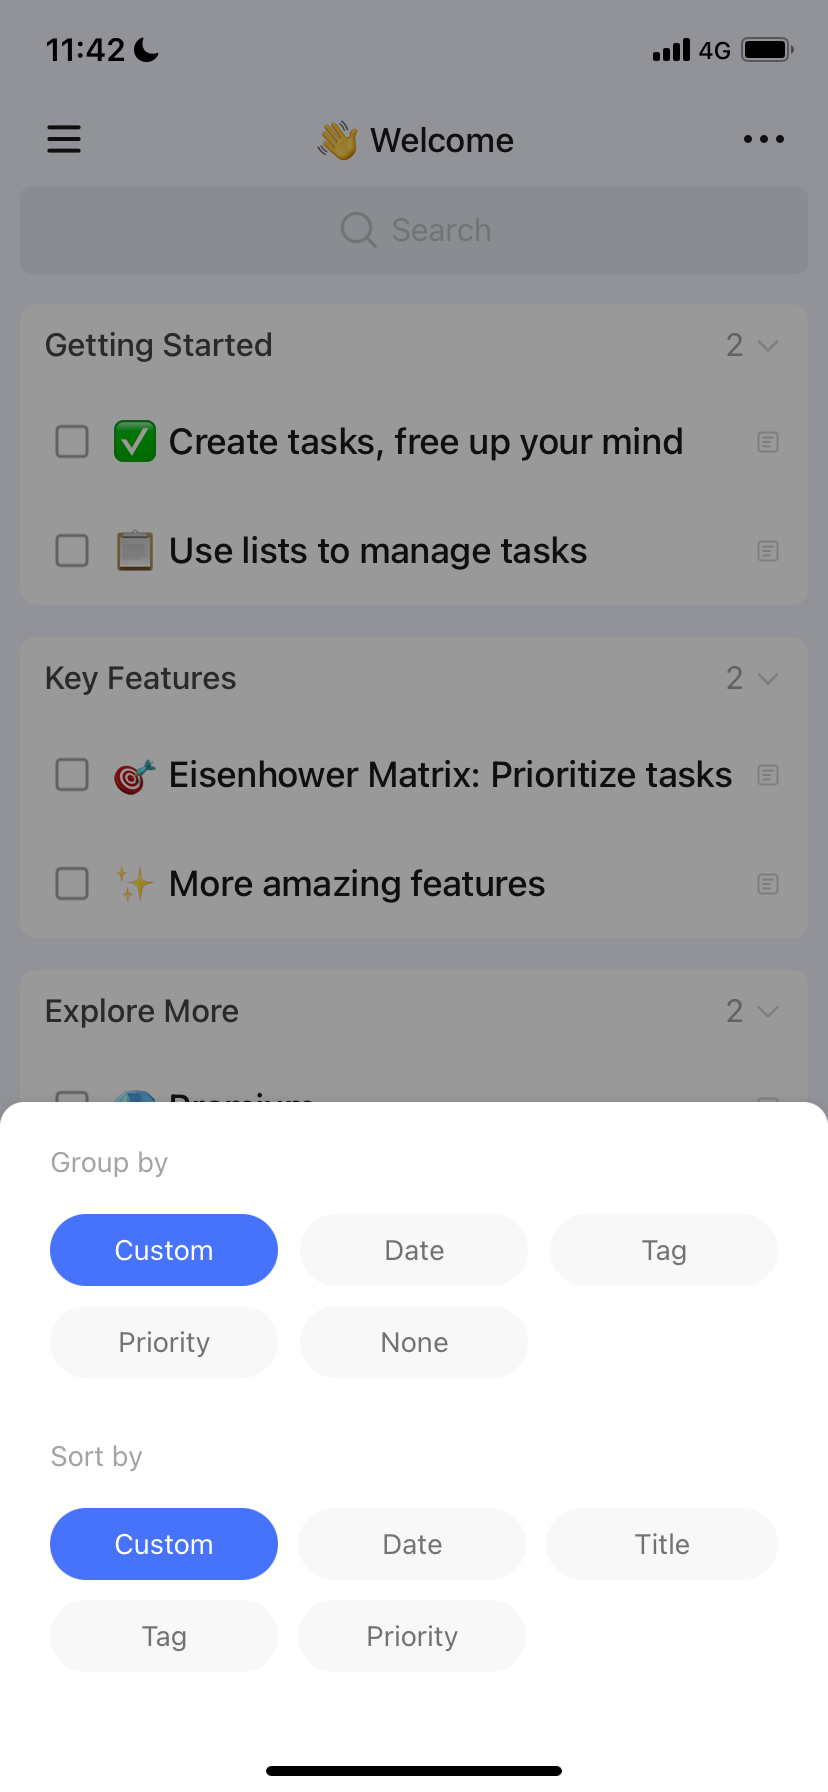 11:42
4G
👋 Welcome
Search
Getting Started 2
✅ Create tasks, free up your mind
📋 Use lists to manage tasks
Key Features 2
🎯 Eisenhower Matrix: Prioritize tasks
✨ More amazing features
Explore More 2
💎 Premium
Group by
Custom Date Tag
Priority None
Sort by
Custom Date Title
Tag Priority